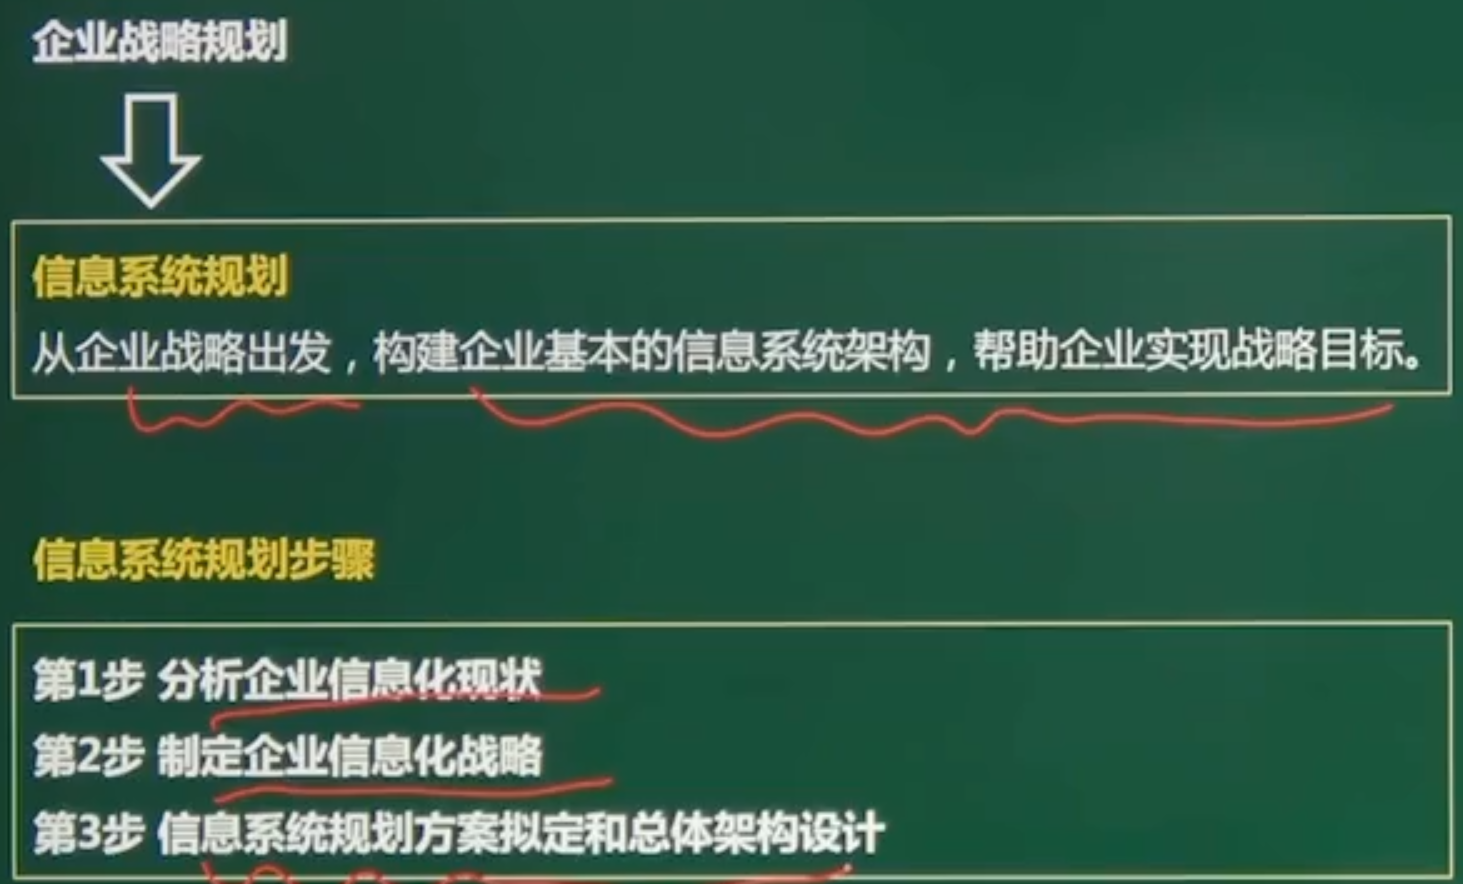 企业战略规划
信息系统规划
从企业战略出发，构建企业基本的信息系统架构，帮助企业实现战略目标。
信息系统规划步骤
第1步 分析企业信息化现状
第2步 制定企业信息化战略
第3步 信息系统规划方案拟定和总体架构设计